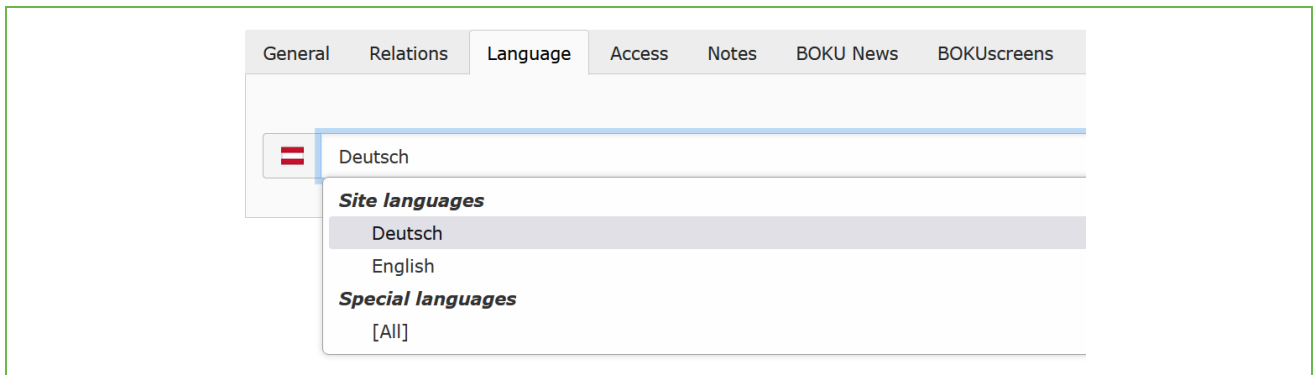 General Relations Language Access Notes BOKU News BOKUscreens
Deutsch
Site languages
Deutsch
English
Special languages
[All]